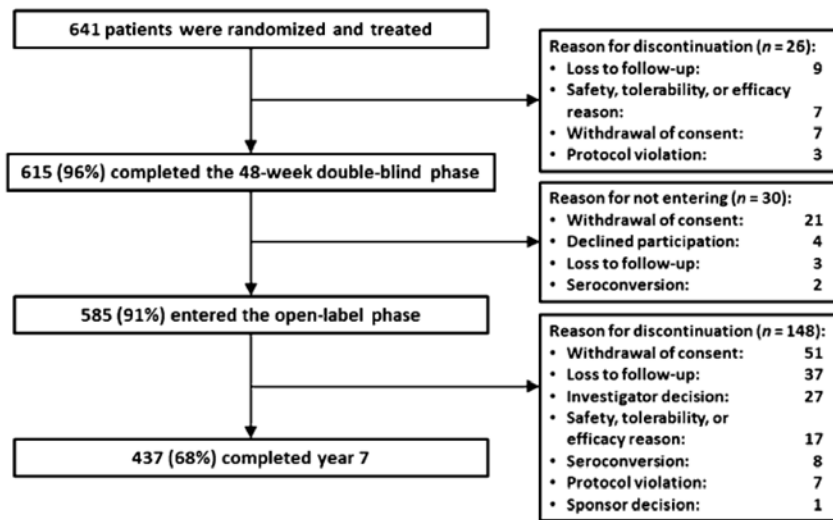 641 patients were randomized and treated
Reason for discontinuation (n = 26):
• Loss to follow-up: 9
• Safety, tolerability, or efficacy
reason: 7
• Withdrawal of consent: 7
• Protocol violation: 3
615 (96%) completed the 48-week double-blind phase
Reason for not entering (n = 30):
• Withdrawal of consent: 21
• Declined participation: 4
• Loss to follow-up: 3
• Seroconversion: 2
585 (91%) entered the open-label phase
Reason for discontinuation (n = 148):
• Withdrawal of consent: 51
• Loss to follow-up: 37
• Investigator decision: 27
• Safety, tolerability, or
efficacy reason: 17
• Seroconversion: 8
• Protocol violation: 7
• Sponsor decision: 1
437 (68%) completed year 7